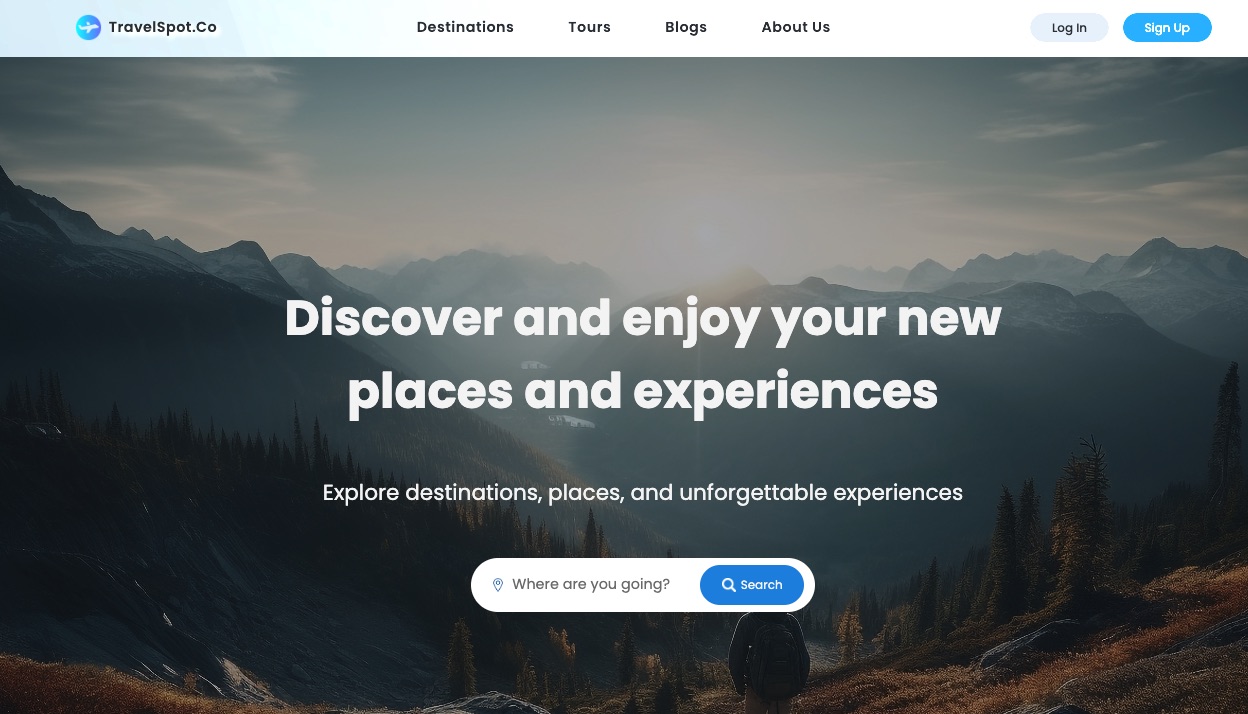 TravelSpot.Co
Destinations
Tours
Blogs
About Us
Log In
Sign Up
Discover and enjoy your new
places and experiences
Explore destinations, places, and unforgettable experiences
Where are you going?
Search